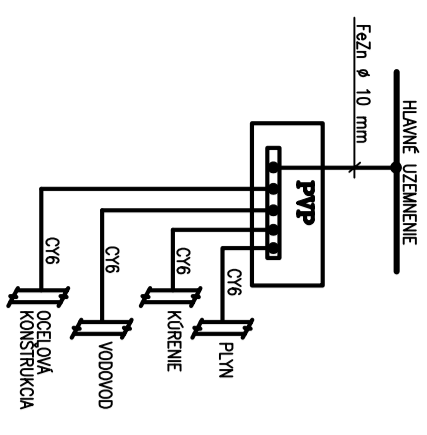 HLAVNÉ UZEMNENIE
FeZn ø 10 mm
PVP
CY6
CY6
CY6
CY6
PLYN
KÚRENIE
VODOVOD
OCEĽOVÁ
KONŠTRUKCIA